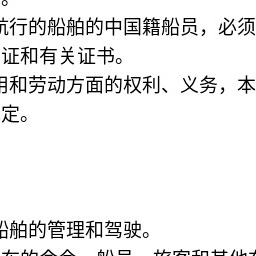 航行的船舶的中国籍船员，必须
证和有关证书。
用和劳动方面的权利、义务，本
定。
船舶的管理和驾驶。